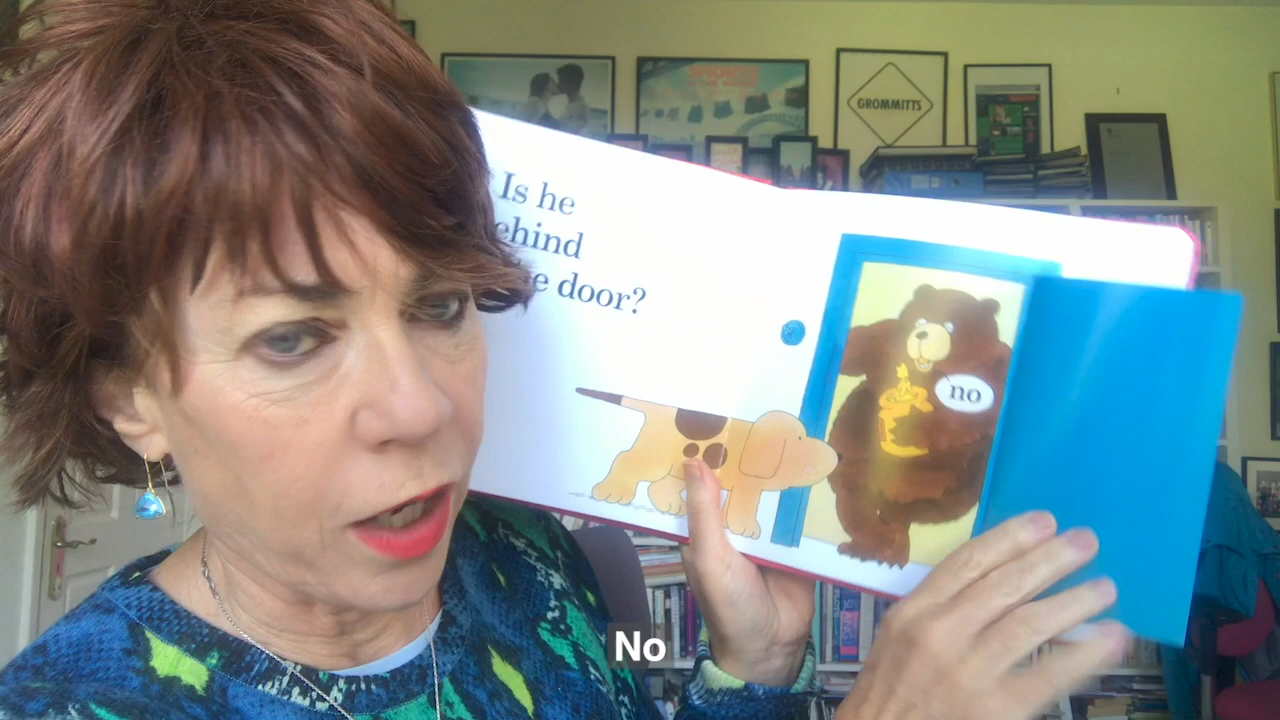 GROMMITTS
Is he
ehind
e door?
no
No